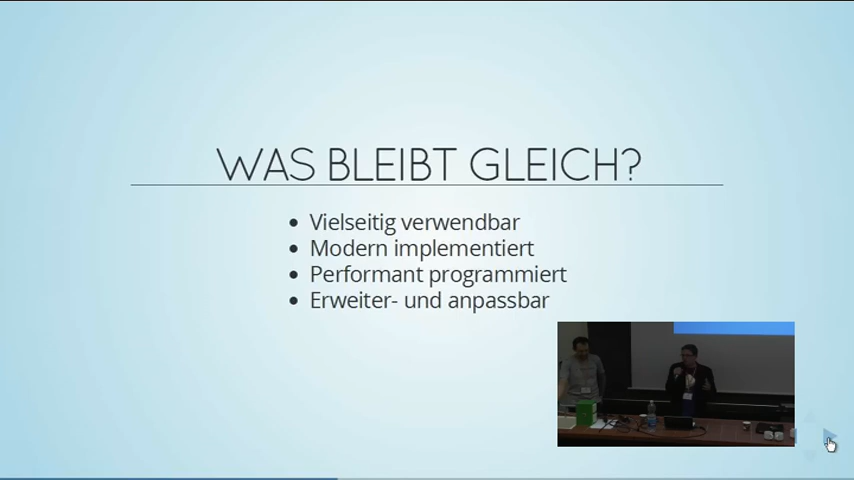 WAS BLEIBT GLEICH?
Vielseitig verwendbar
Modern implementiert
Performant programmiert
Erweiter- und anpassbar